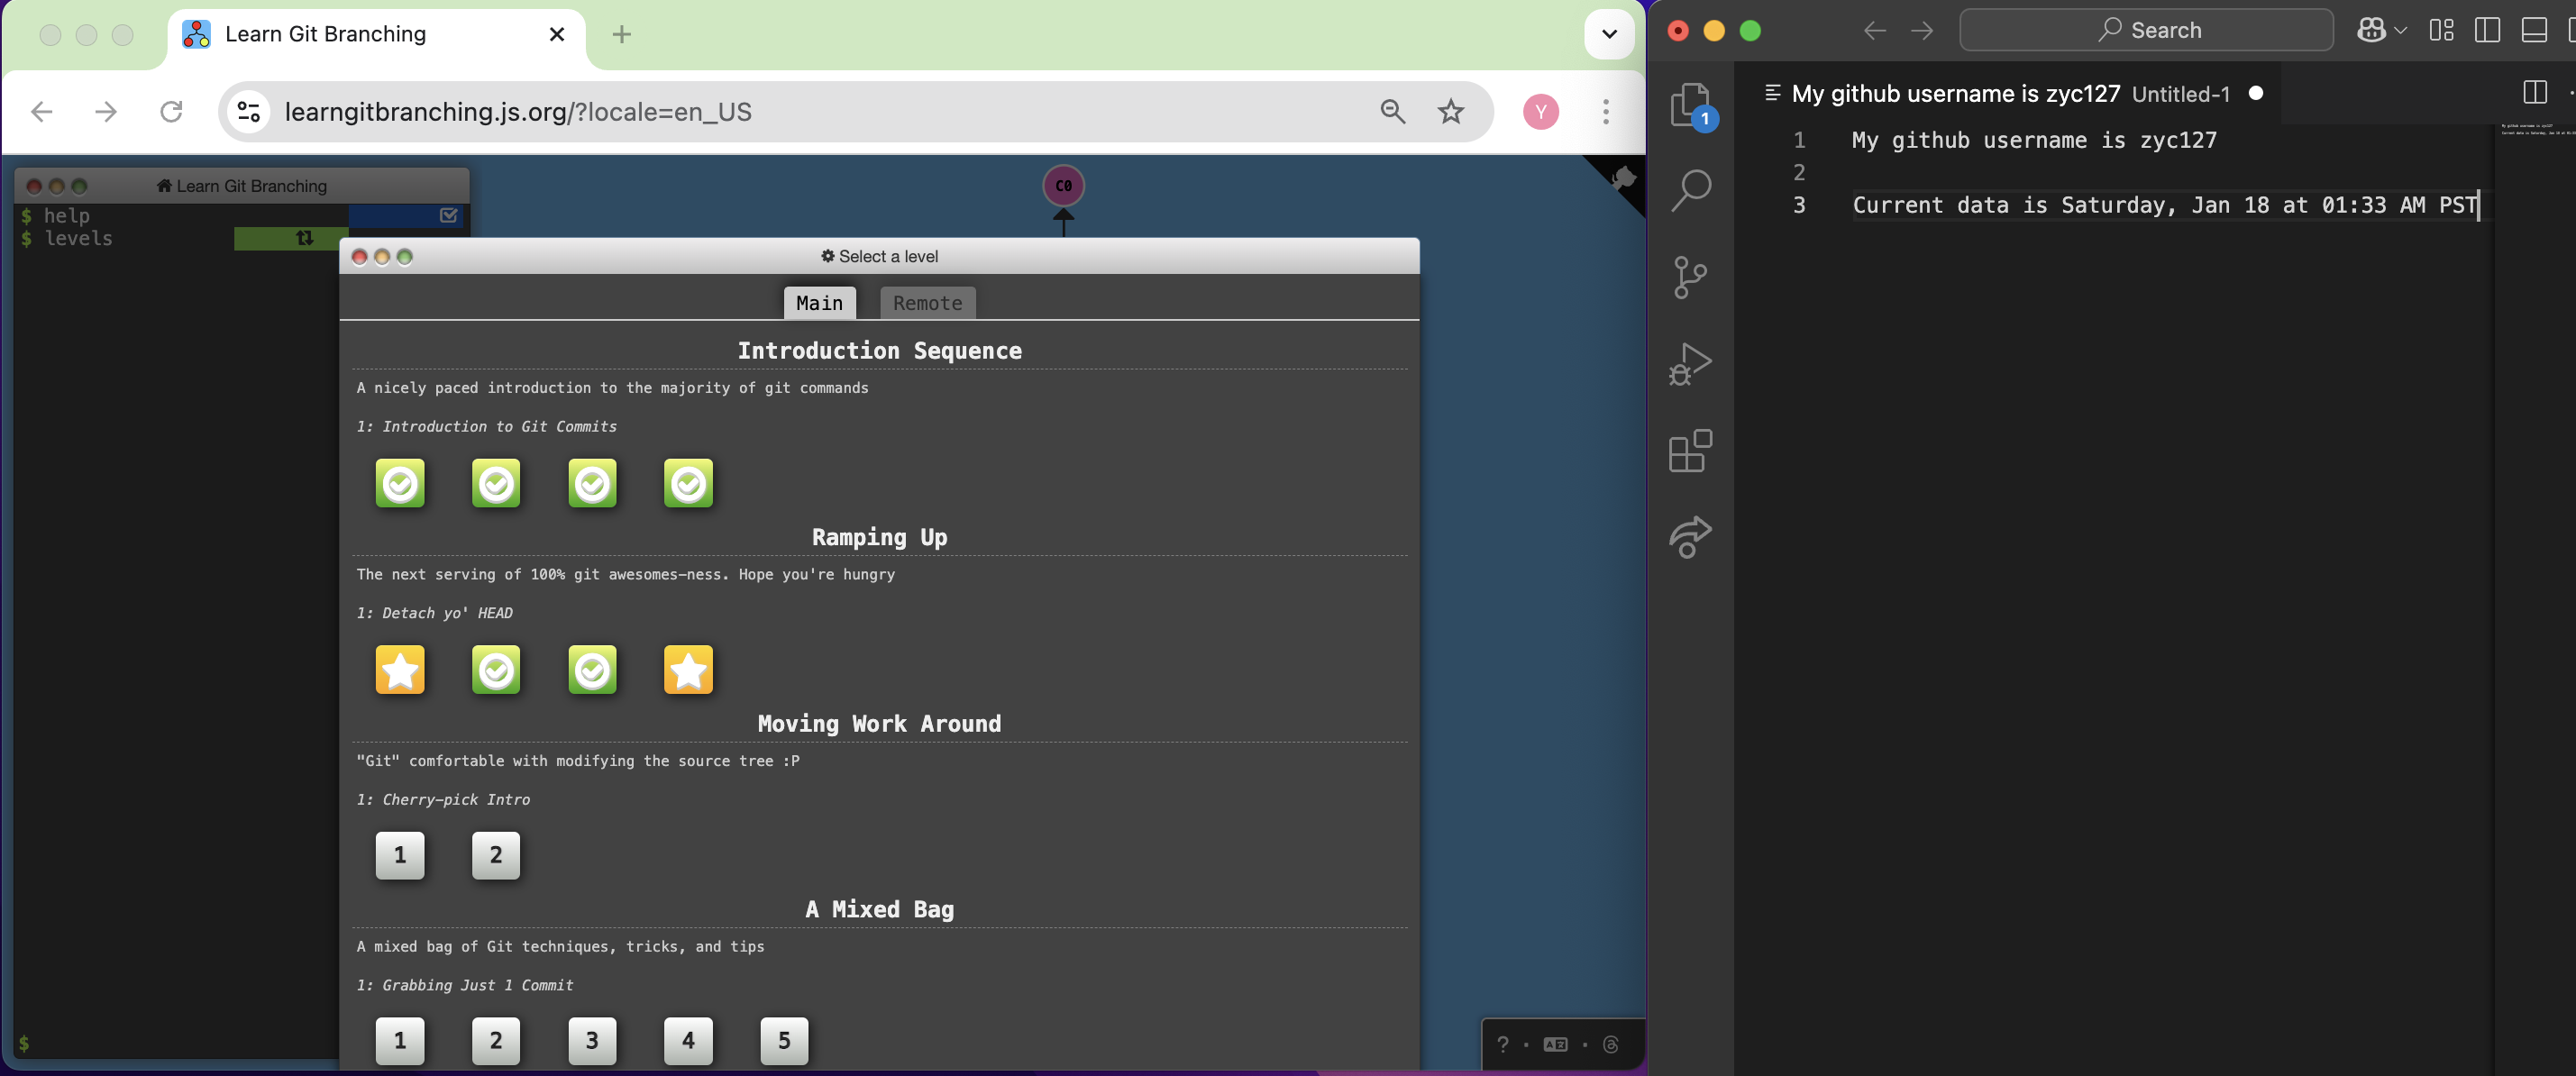 Learn Git Branching
learngitbranching.js.org/?locale=en_US
Y
Learn Git Branching
$ help
$ levels
$
C0
Select a level
Main Remote
Introduction Sequence
A nicely paced introduction to the majority of git commands
1: Introduction to Git Commits
Ramping Up
The next serving of 100% git awesomes-ness. Hope you're hungry
1: Detach yo' HEAD
Moving Work Around
"Git" comfortable with modifying the source tree :P
1: Cherry-pick Intro
1 2
A Mixed Bag
A mixed bag of Git techniques, tricks, and tips
1: Grabbing Just 1 Commit
1 2 3 4 5
?
Search
1
My github username is zyc127 Untitled-1
1 My github username is zyc127
2
3 Current data is Saturday, Jan 18 at 01:33 AM PST